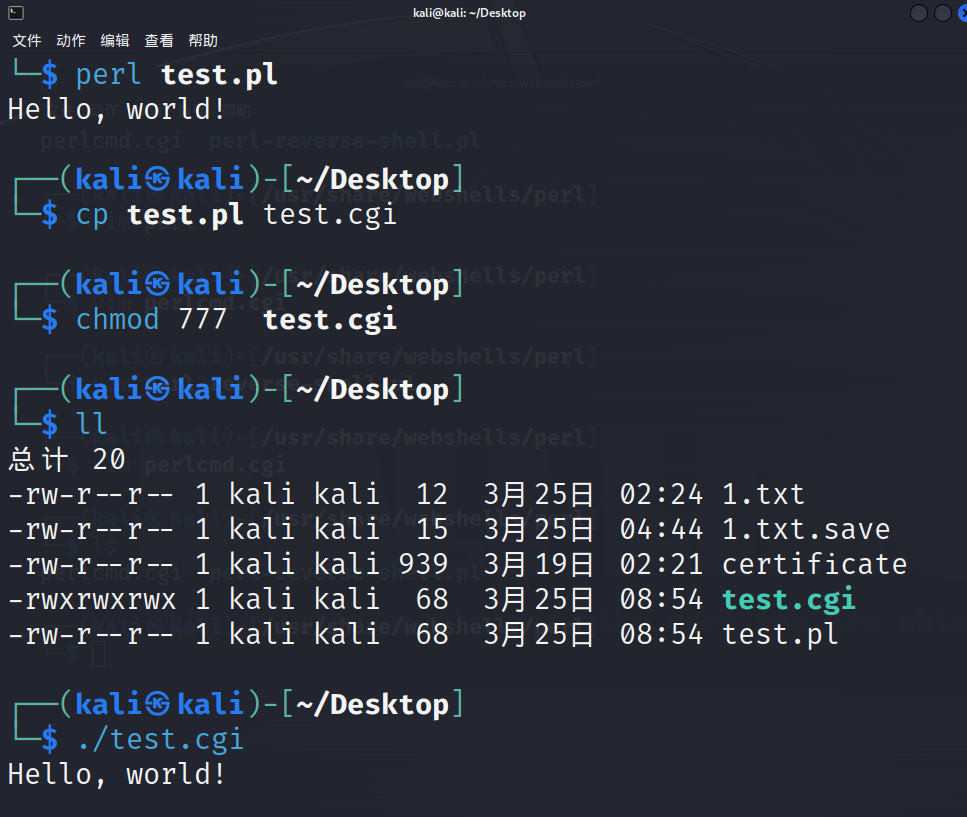 kali@kali: ~/Desktop
文件 动作 编辑 查看 帮助
└─$ perl test.pl
Hello, world!
┌──(kali㉿kali)-[~/Desktop]
└─$ cp test.pl test.cgi
┌──(kali㉿kali)-[~/Desktop]
└─$ chmod 777  test.cgi
┌──(kali㉿kali)-[~/Desktop]
└─$ ll
总计 20
-rw-r--r-- 1 kali kali  12  3月25日 02:24 1.txt
-rw-r--r-- 1 kali kali  15  3月25日 04:44 1.txt.save
-rw-r--r-- 1 kali kali 939  3月19日 02:21 certificate
-rwxrwxrwx 1 kali kali  68  3月25日 08:54 test.cgi
-rw-r--r-- 1 kali kali  68  3月25日 08:54 test.pl
┌──(kali㉿kali)-[~/Desktop]
└─$ ./test.cgi
Hello, world!